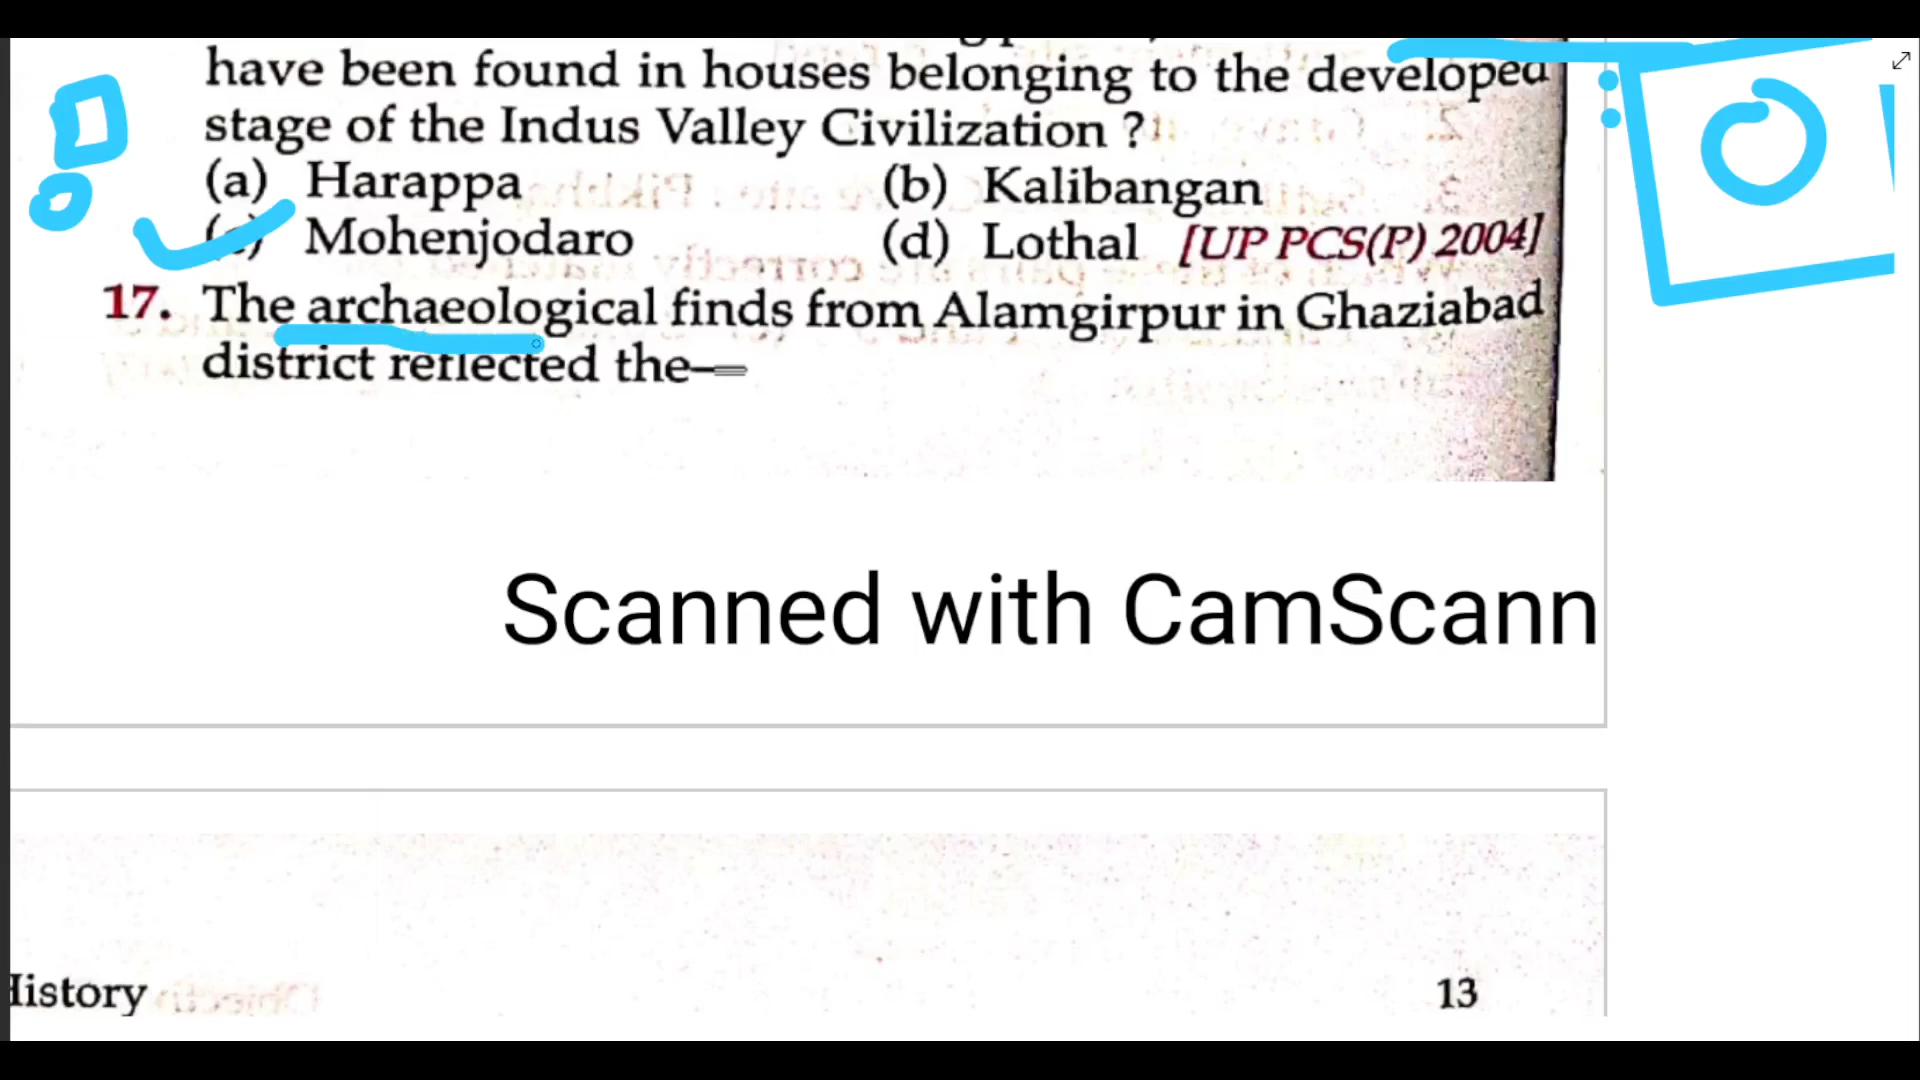 have been found in houses belonging to the developed
stage of the Indus Valley Civilization ?
(a) Harappa (b) Kalibangan
(c) Mohenjodaro (d) Lothal [UP PCS(P) 2004]
17. The archaeological finds from Alamgirpur in Ghaziabad
district reflected the—
Scanned with CamScann
History
13